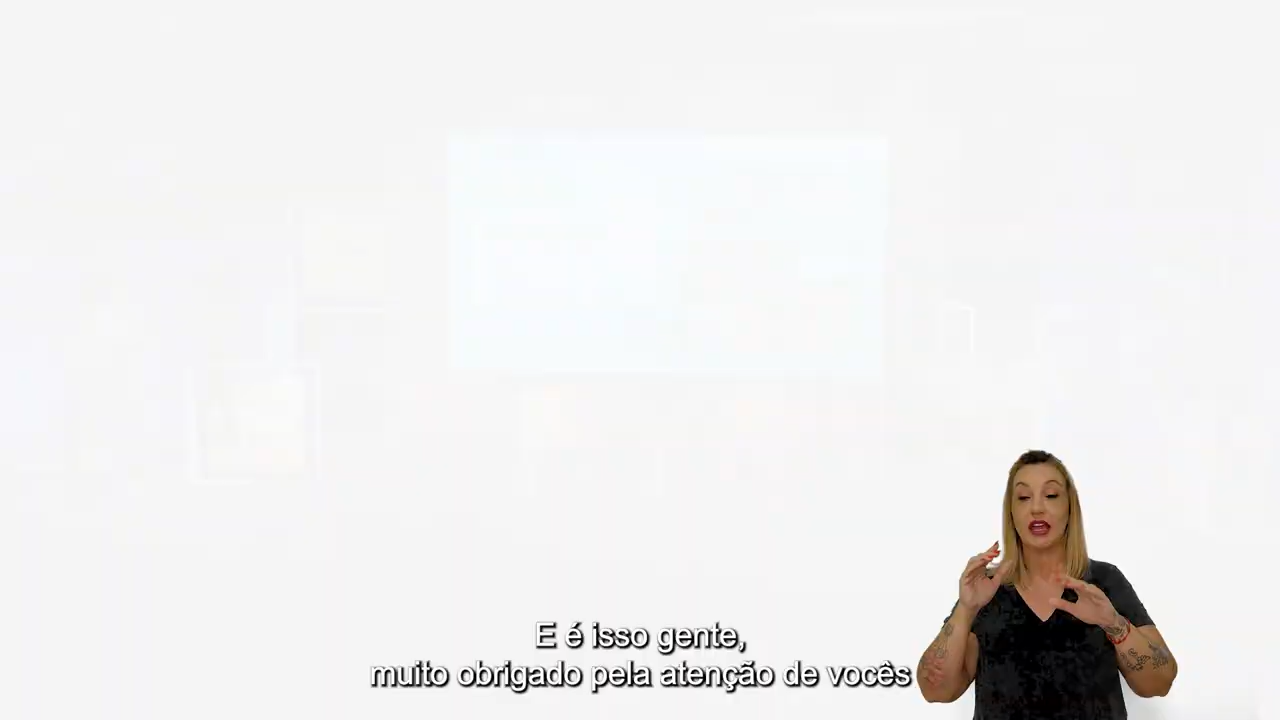 E é isso gente,
muito obrigado pela atenção de vocês